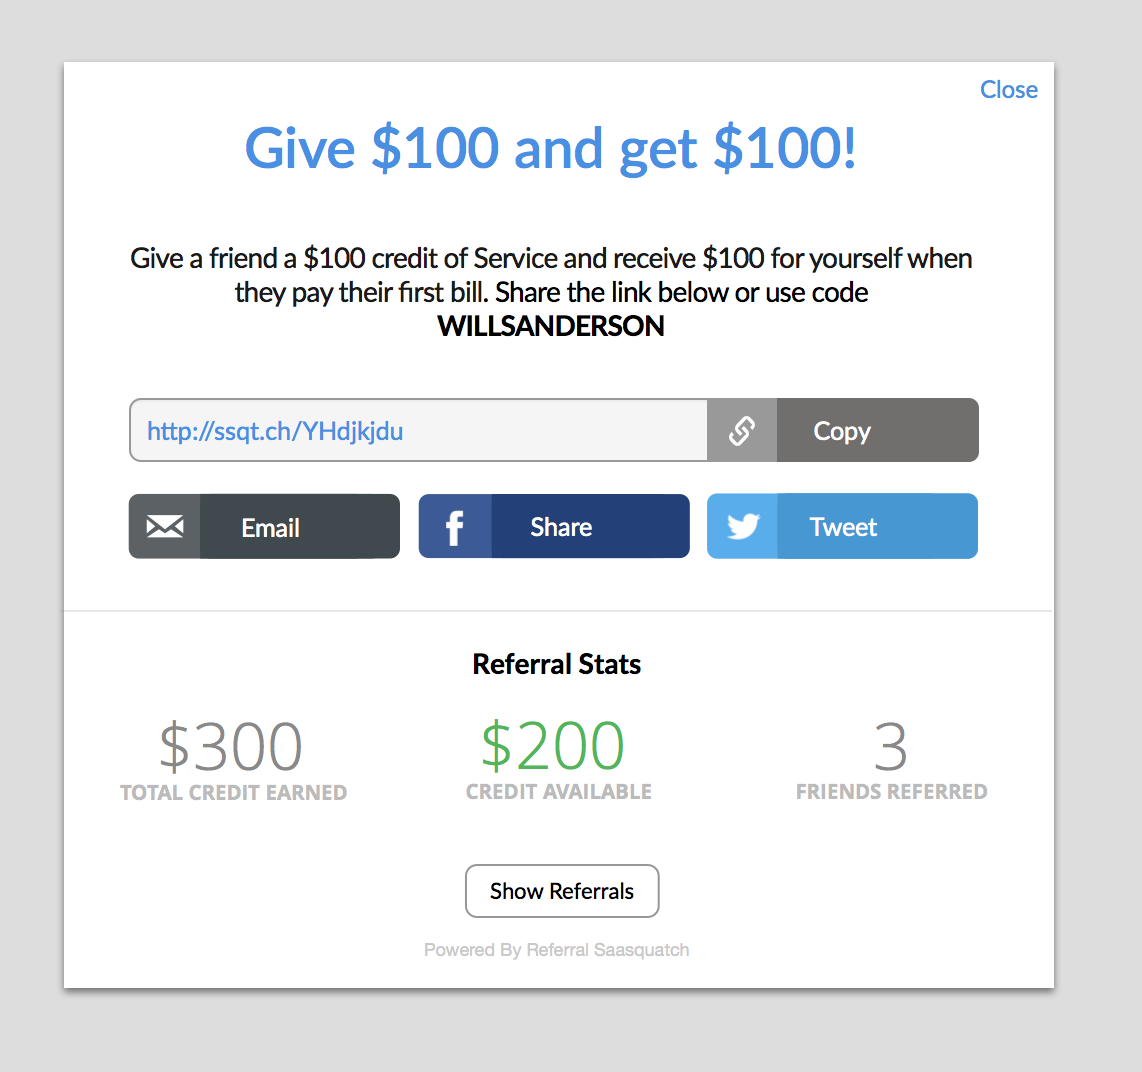 Close
Give $100 and get $100!
Give a friend a $100 credit of Service and receive $100 for yourself when
they pay their first bill. Share the link below or use code
WILLSANDERSON
http://ssqt.ch/YHdjkjdu
Copy
Email
Share
Tweet
Referral Stats
$300
$200
3
TOTAL CREDIT EARNED
CREDIT AVAILABLE
FRIENDS REFERRED
Show Referrals
Powered By Referral Saasquatch